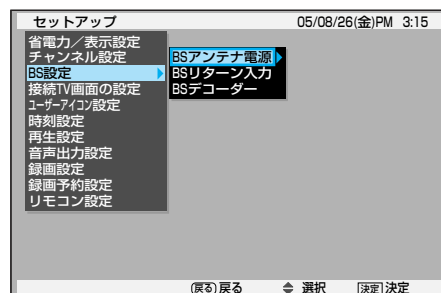 セットアップ 05/08/26(金)PM 3:15
省電力／表示設定
チャンネル設定
BS設定
接続TV画面の設定
ユーザーアイコン設定
時刻設定
再生設定
音声出力設定
録画設定
録画予約設定
リモコン設定
BSアンテナ電源
BSリターン入力
BSデコーダー
戻る 戻る 選択 決定 決定